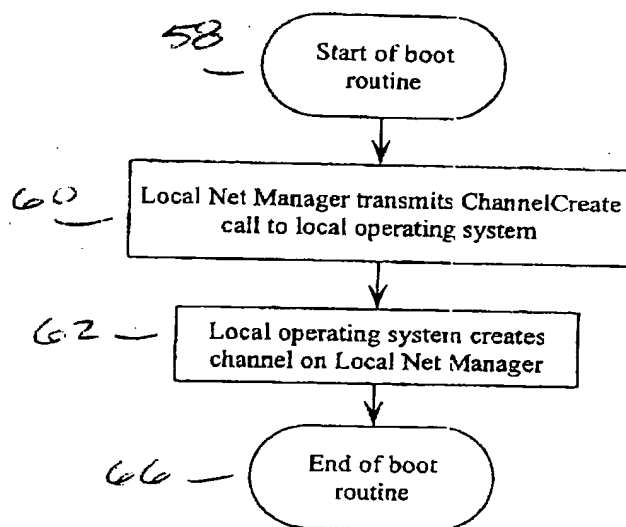 58
Start of boot
routine
60
Local Net Manager transmits ChannelCreate
call to local operating system
62
Local operating system creates
channel on Local Net Manager
66
End of boot
routine